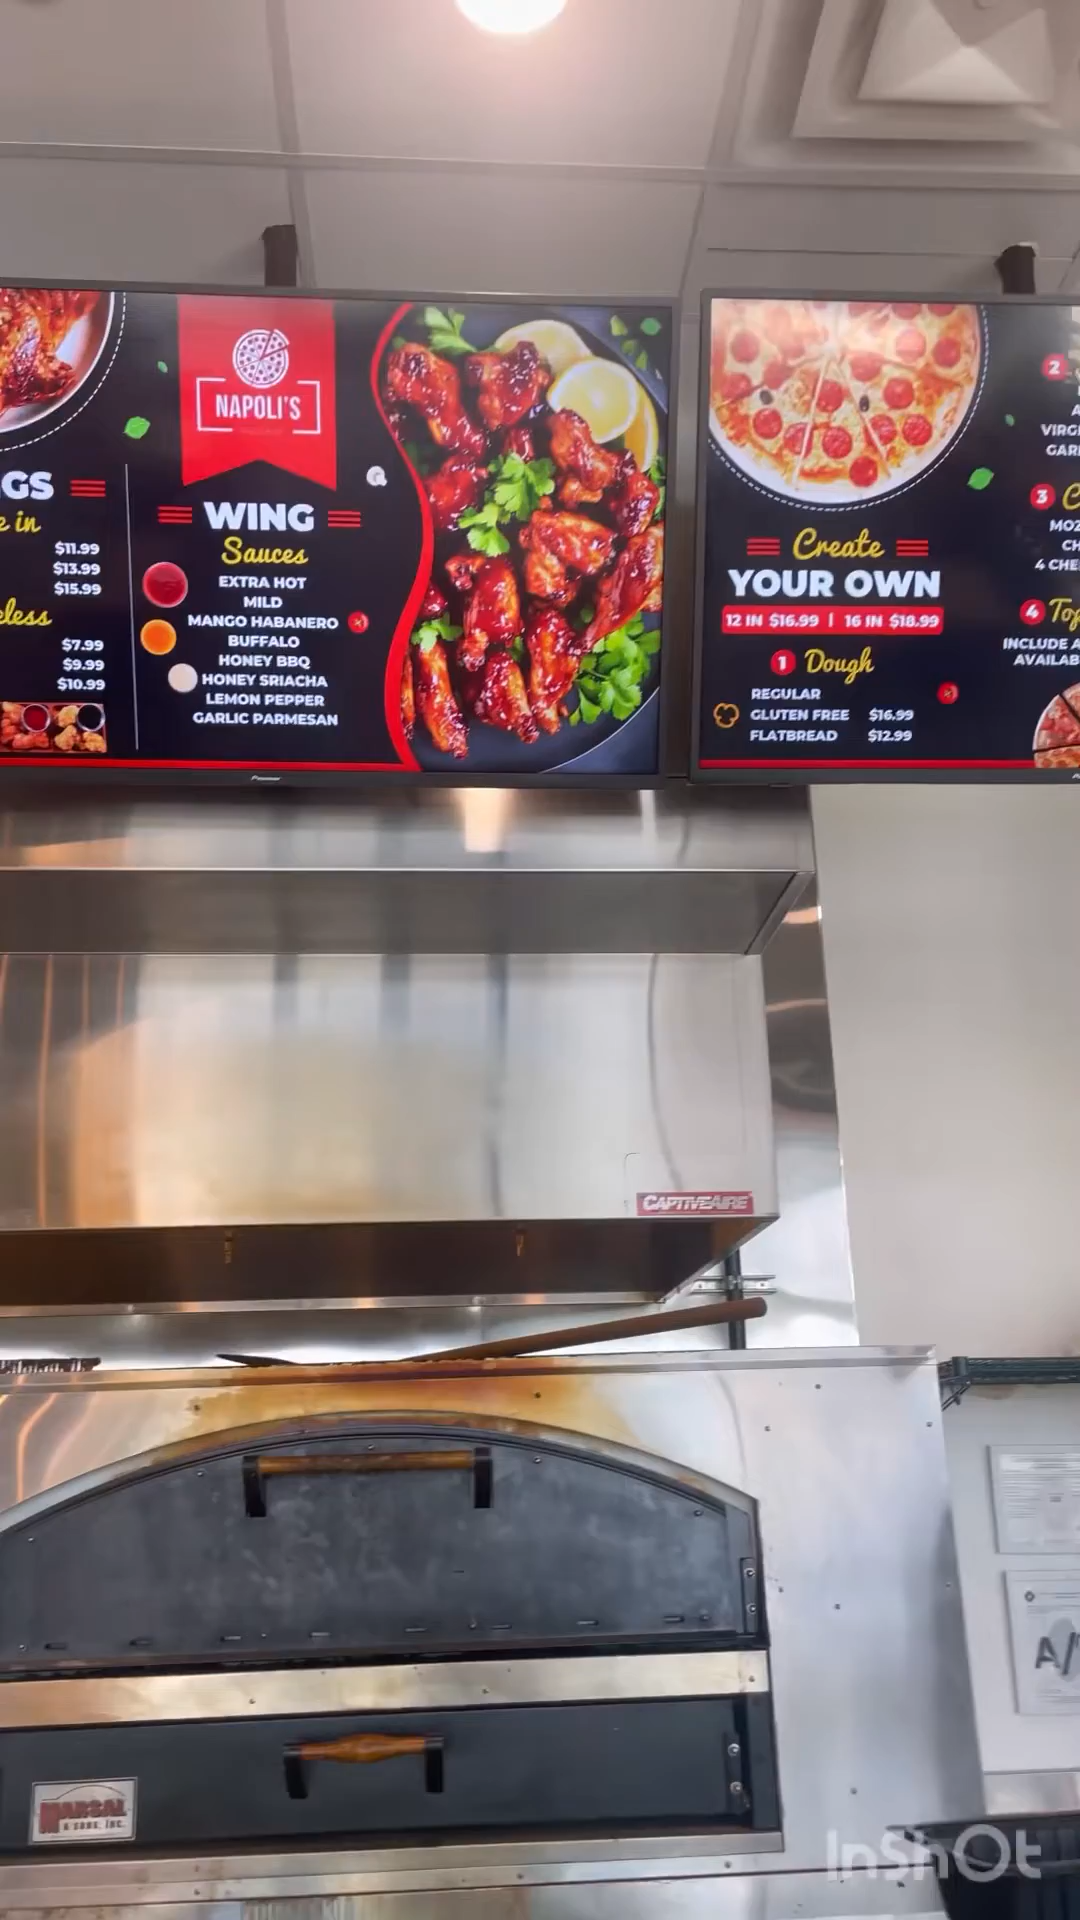 GS
e in
$11.99
$13.99
$15.99
eless
$7.99
$9.99
$10.99
NAPOLI'S
WING
Sauces
EXTRA HOT
MILD
MANGO HABANERO
BUFFALO
HONEY BBQ
HONEY SRIACHA
LEMON PEPPER
GARLIC PARMESAN
Pioneer
Create
YOUR OWN
12 IN $16.99 | 16 IN $18.99
1 Dough
REGULAR
GLUTEN FREE $16.99
FLATBREAD $12.99
2
VIRG
GAR
3 C
MOZ
CH
4 CHE
4 Top
INCLUDE A
AVAILAB
CAPTIVEAIRE
MARSAL
& SONS, INC.
A/
InShOt